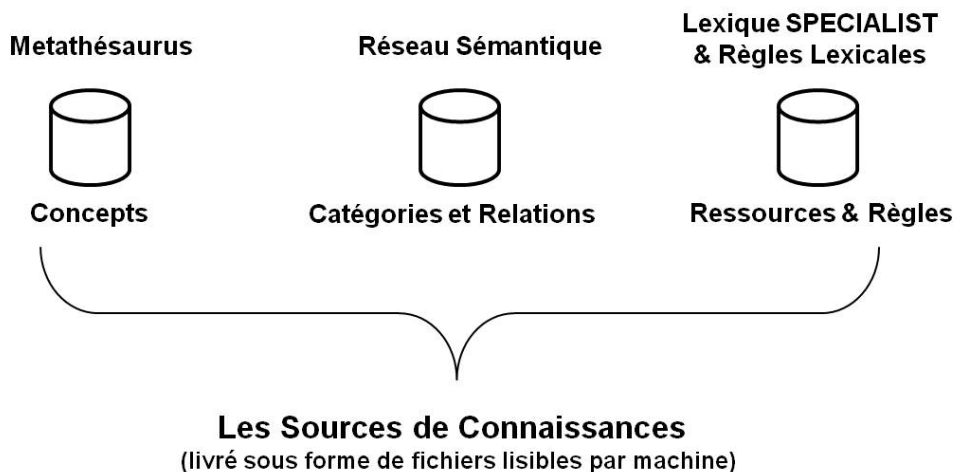 Metathésaurus
Réseau Sémantique
Lexique SPECIALIST
& Règles Lexicales
Concepts
Catégories et Relations
Ressources & Règles
Les Sources de Connaissances
(livré sous forme de fichiers lisibles par machine)